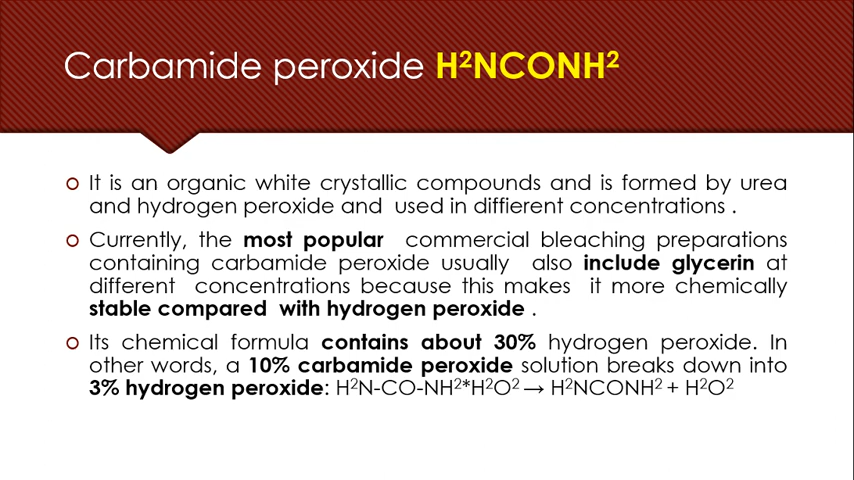 Carbamide peroxide H²NCONH²
It is an organic white crystallic compounds and is formed by urea
and hydrogen peroxide and used in diffierent concentrations .
Currently, the most popular commercial bleaching preparations
containing carbamide peroxide usually also include glycerin at
different concentrations because this makes it more chemically
stable compared with hydrogen peroxide .
Its chemical formula contains about 30% hydrogen peroxide. In
other words, a 10% carbamide peroxide solution breaks down into
3% hydrogen peroxide: H²N-CO-NH²*H²O² → H²NCONH² + H²O²